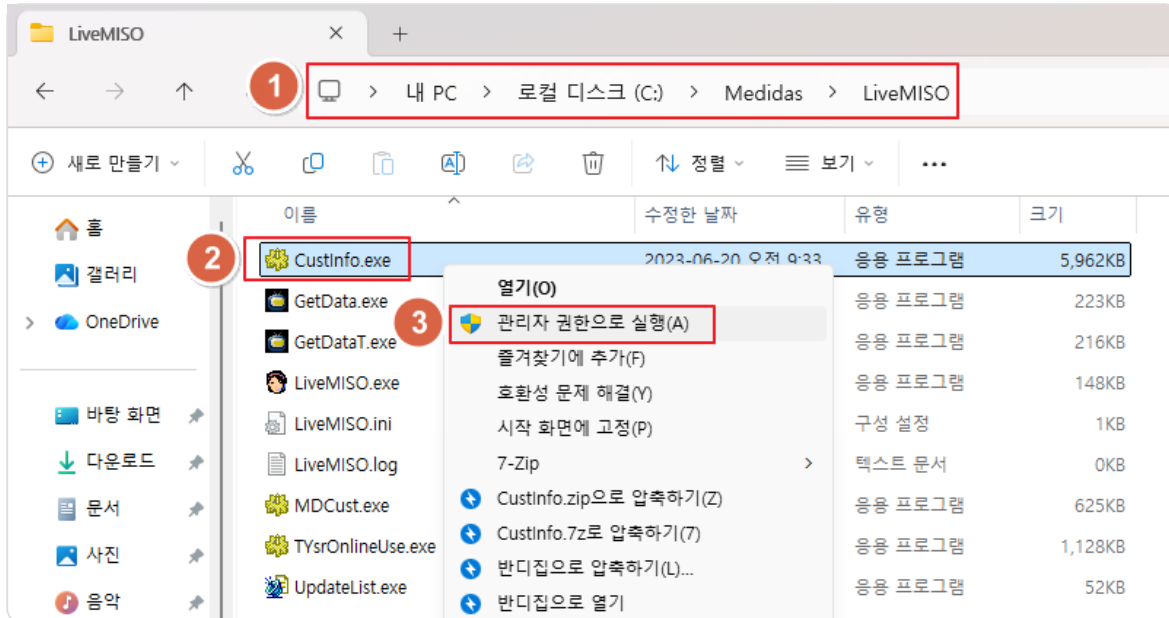 LiveMISO
1 내 PC > 로컬 디스크 (C:) > Medidas > LiveMISO
새로 만들기 정렬 보기
이름 수정한 날짜 유형 크기
홈
갤러리
OneDrive
바탕 화면
다운로드
문서
사진
음악
2 CustInfo.exe 2023-06-20 오전 9:33 응용 프로그램 5,962KB
GetData.exe 응용 프로그램 223KB
GetDataT.exe 응용 프로그램 216KB
LiveMISO.exe 응용 프로그램 148KB
LiveMISO.ini 구성 설정 1KB
LiveMISO.log 텍스트 문서 0KB
MDCust.exe 응용 프로그램 625KB
TYsrOnlineUse.exe 응용 프로그램 1,128KB
UpdateList.exe 응용 프로그램 52KB
열기(O)
3 관리자 권한으로 실행(A)
즐겨찾기에 추가(F)
호환성 문제 해결(Y)
시작 화면에 고정(P)
7-Zip >
CustInfo.zip으로 압축하기(Z)
CustInfo.7z로 압축하기(7)
반디집으로 압축하기(L)...
반디집으로 열기